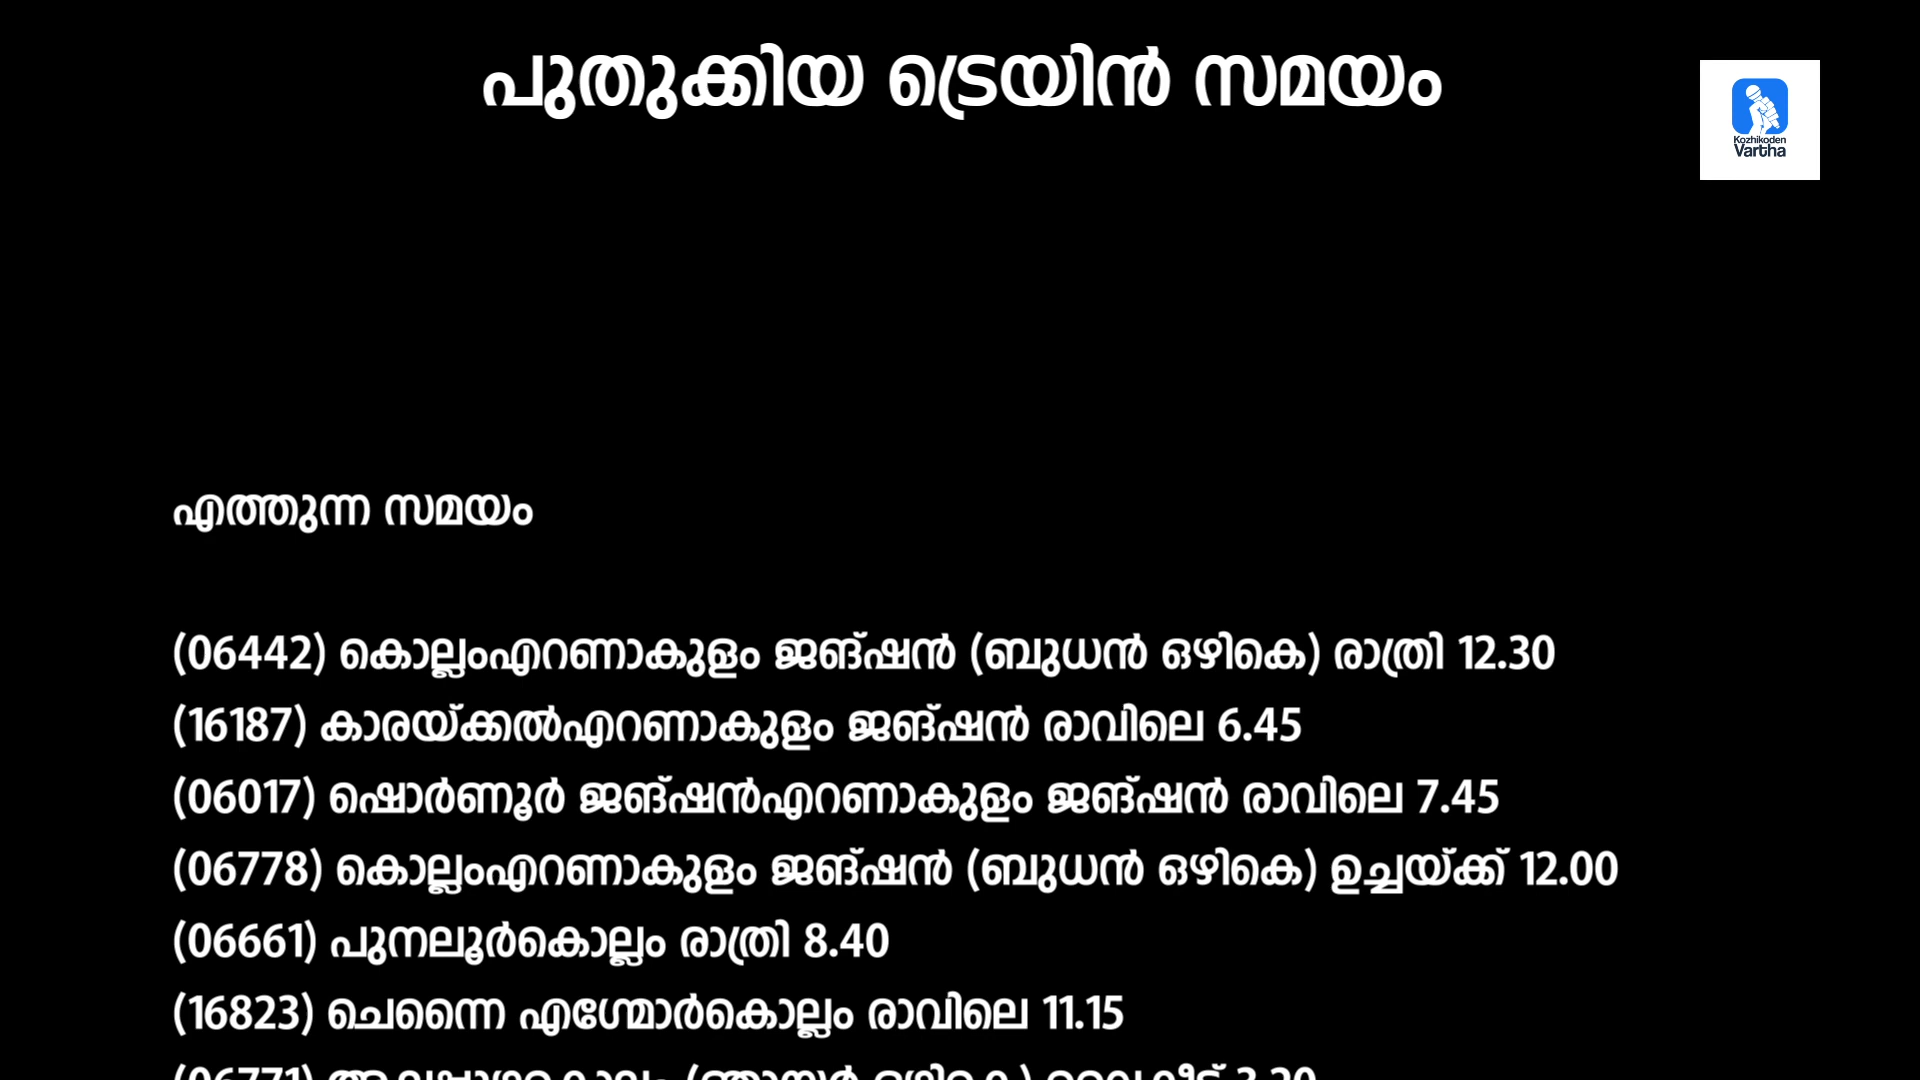 പുതുക്കിയ ട്രെയിൻ സമയം
Kozhikoden
Vartha
എത്തുന്ന സമയം
(06442) കൊല്ലംഎറണാകുളം ജങ്ഷൻ (ബുധൻ ഒഴികെ) രാത്രി 12.30
(16187) കാരയ്ക്കൽഎറണാകുളം ജങ്ഷൻ രാവിലെ 6.45
(06017) ഷൊർണൂർ ജങ്ഷൻഎറണാകുളം ജങ്ഷൻ രാവിലെ 7.45
(06778) കൊല്ലംഎറണാകുളം ജങ്ഷൻ (ബുധൻ ഒഴികെ) ഉച്ചയ്ക്ക് 12.00
(06661) പുനലൂർകൊല്ലം രാത്രി 8.40
(16823) ചെന്നൈ എഗ്മോർകൊല്ലം രാവിലെ 11.15